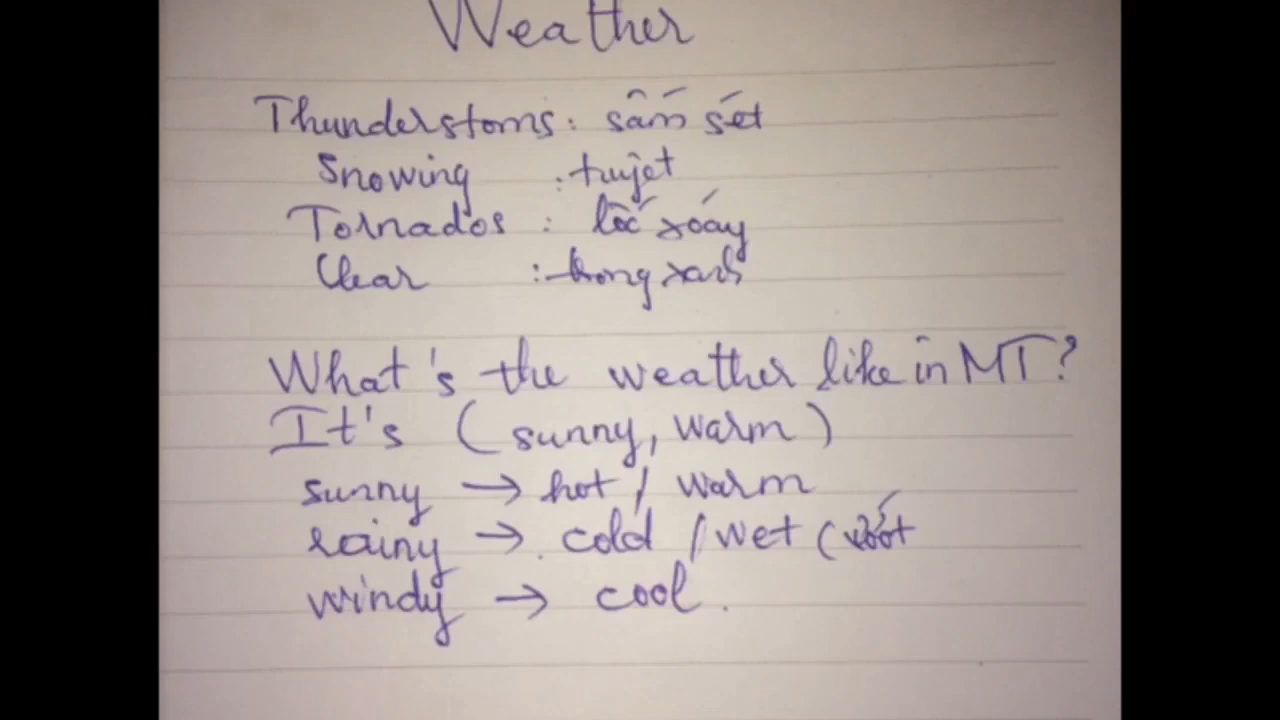 Weather
Thunderstoms: sấm sét
Snowing : tuyết
Tornados : lốc xoáy
Clear : trong xanh
What's the weather like in MT?
It's (sunny, warm)
sunny → hot / warm
rainy → cold / wet (ướt
windy → cool.